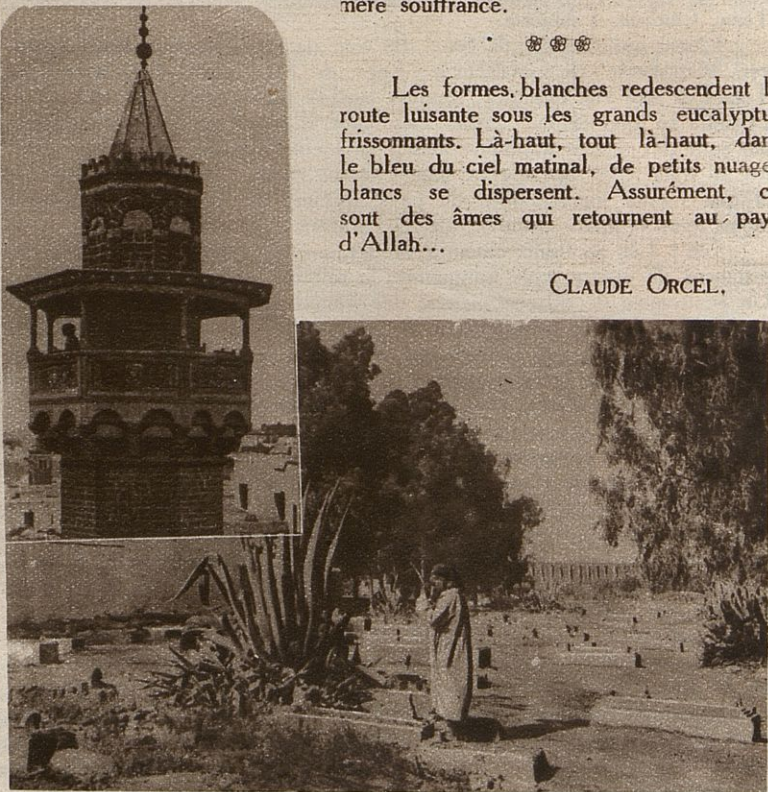 mère souffrance.
Les formes blanches redescendent l
route luisante sous les grands eucalyptu
frissonnants. Là-haut, tout là-haut, dan
le bleu du ciel matinal, de petits nuage
blancs se dispersent. Assurément, c
sont des âmes qui retournent au pay
d'Allah...
CLAUDE ORCEL.